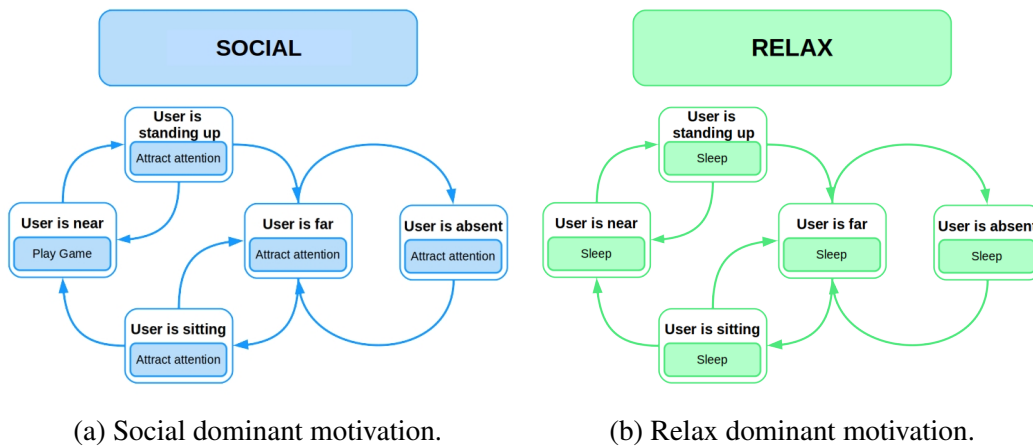 SOCIAL
User is
standing up
Attract attention
User is near
Play Game
User is far
Attract attention
User is absent
Attract attention
User is sitting
Attract attention
(a) Social dominant motivation.
RELAX
User is
standing up
Sleep
User is near
Sleep
User is far
Sleep
User is absent
Sleep
User is sitting
Sleep
(b) Relax dominant motivation.